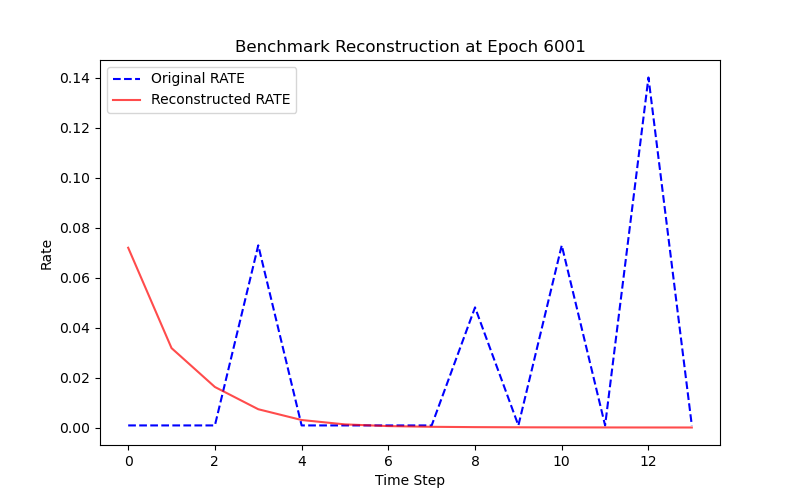 Benchmark Reconstruction at Epoch 6001
Original RATE
Reconstructed RATE
0.14
0.12
0.10
0.08
0.06
0.04
0.02
0.00
Rate
0 2 4 6 8 10 12
Time Step